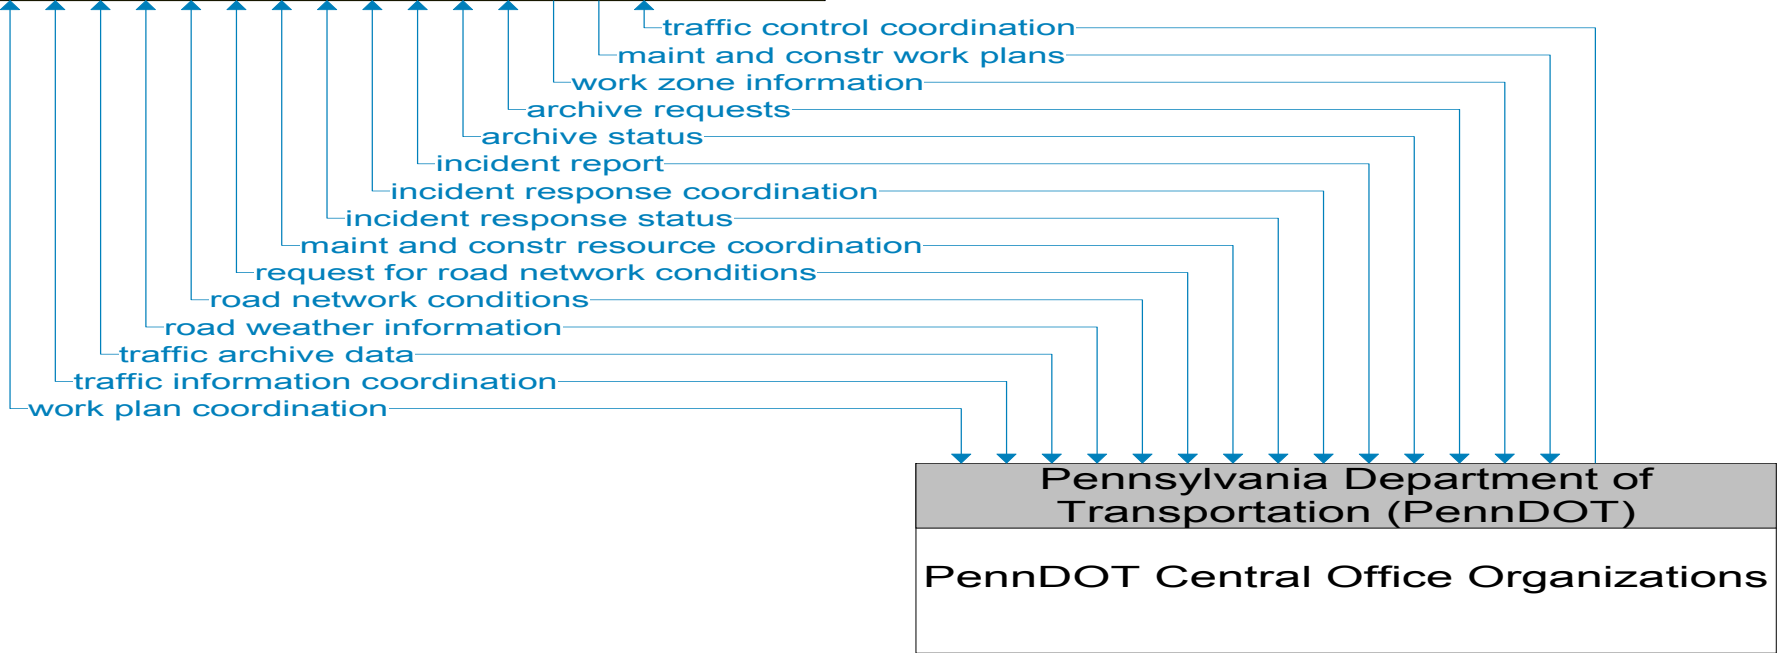 traffic control coordination
maint and constr work plans
work zone information
archive requests
archive status
incident report
incident response coordination
incident response status
maint and constr resource coordination
request for road network conditions
road network conditions
road weather information
traffic archive data
traffic information coordination
work plan coordination
Pennsylvania Department of
Transportation (PennDOT)
PennDOT Central Office Organizations